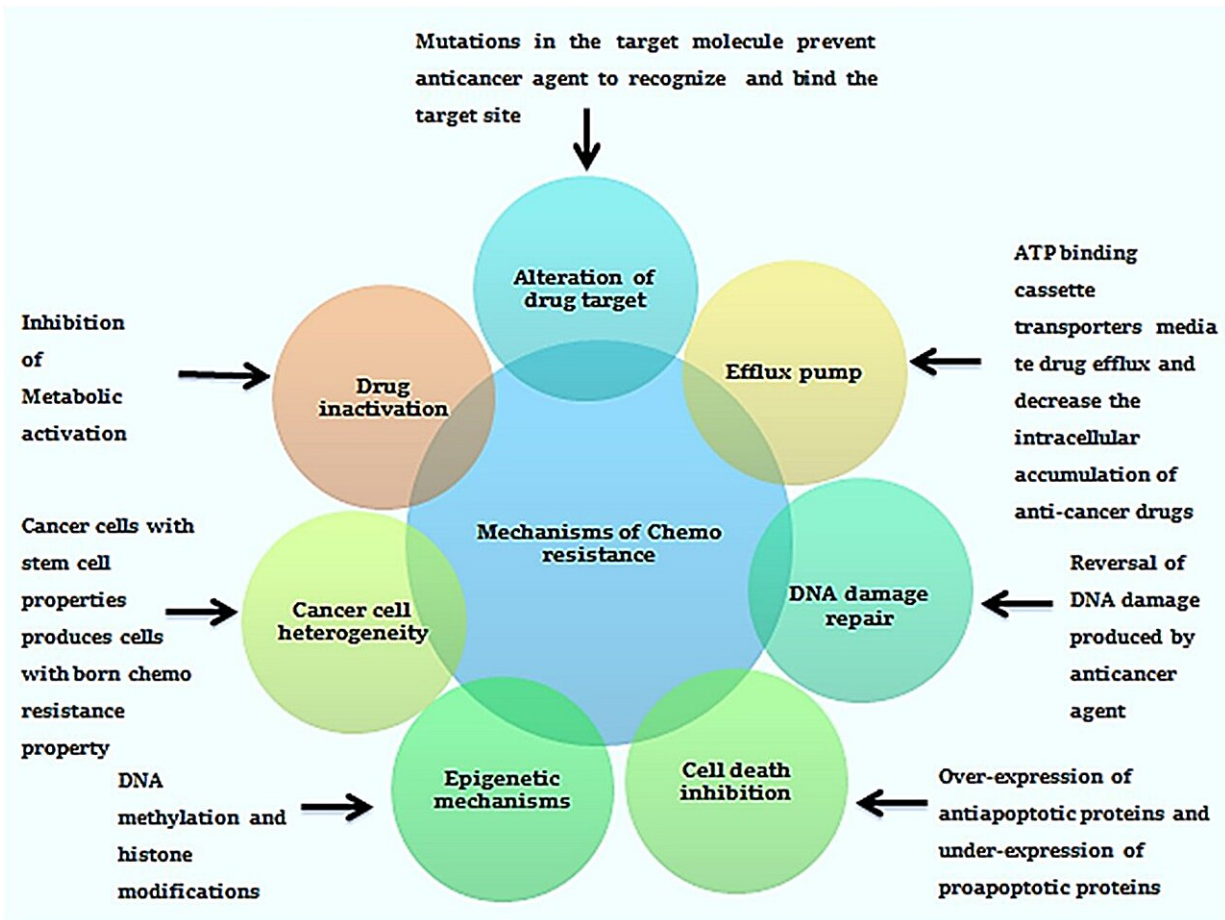 Mutations in the target molecule prevent
anticancer agent to recognize and bind the
target site
Alteration of
drug target
ATP binding
cassette
transporters media
te drug efflux and
decrease the
intracellular
accumulation of
anti-cancer drugs
Efflux pump
Inhibition
of
Metabolic
activation
Drug
inactivation
Mechanisms of Chemo
resistance
Cancer cells with
stem cell
properties
produces cells
with born chemo
resistance
property
Cancer cell
heterogeneity
DNA damage
repair
Reversal of
DNA damage
produced by
anticancer
agent
DNA
methylation and
histone
modifications
Epigenetic
mechanisms
Cell death
inhibition
Over-expression of
antiapoptotic proteins and
under-expression of
proapoptotic proteins